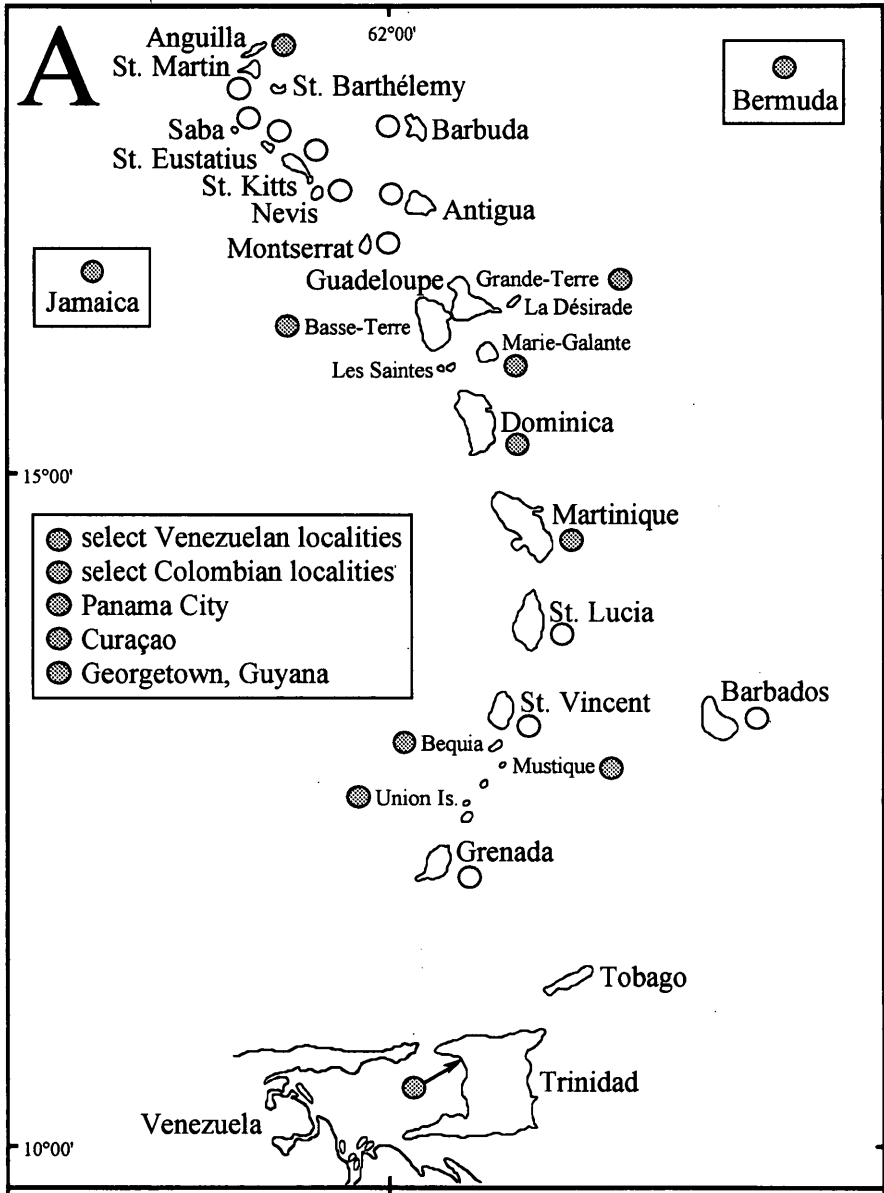 A
62°00'
Anguilla
St. Martin
St. Barthélemy
Bermuda
Saba
Barbuda
St. Eustatius
St. Kitts
Nevis
Antigua
Montserrat
Jamaica
Guadeloupe
Grande-Terre
La Désirade
Basse-Terre
Marie-Galante
Les Saintes
Dominica
15°00'
Martinique
select Venezuelan localities
select Colombian localities
Panama City
Curaçao
Georgetown, Guyana
St. Lucia
St. Vincent
Barbados
Bequia
Mustique
Union Is.
Grenada
Tobago
Trinidad
Venezuela
10°00'